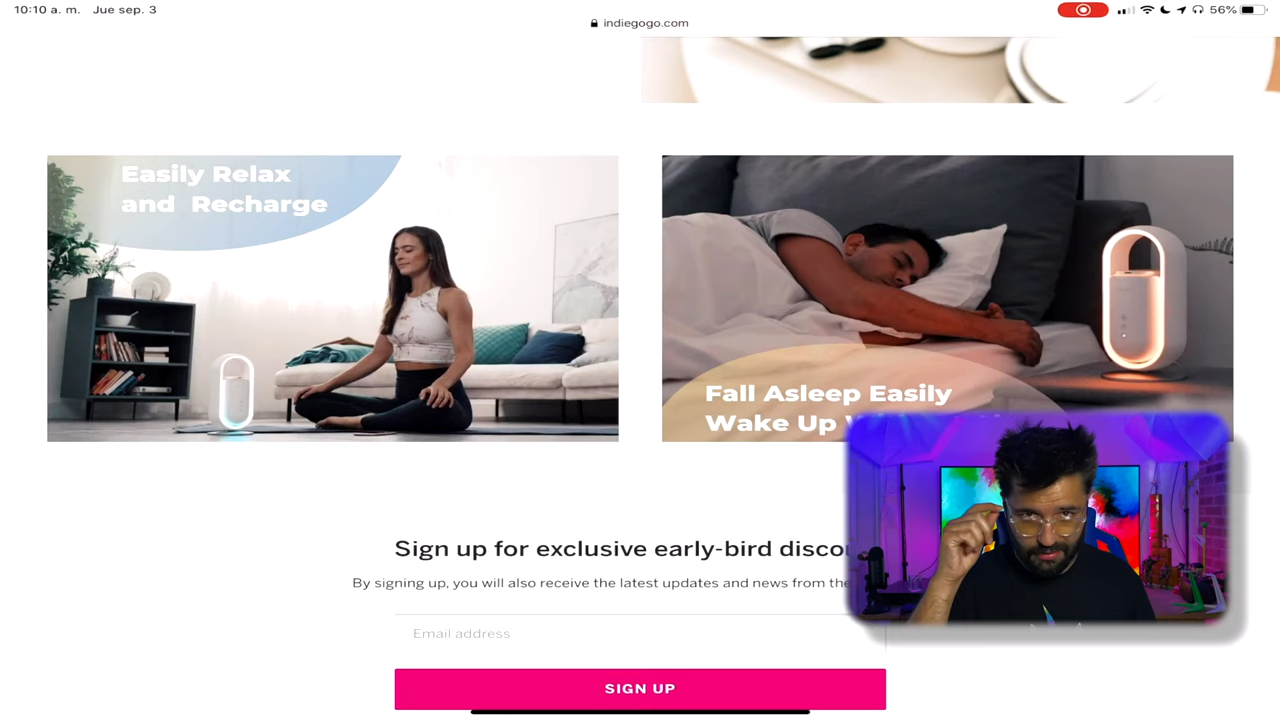 10:10 a. m. Jue sep. 3
56%
indiegogo.com
Easily Relax
and Recharge
Fall Asleep Easily
Wake Up
Sign up for exclusive early-bird
By signing up, you will also receive the latest updates and news from the
Email address
SIGN UP